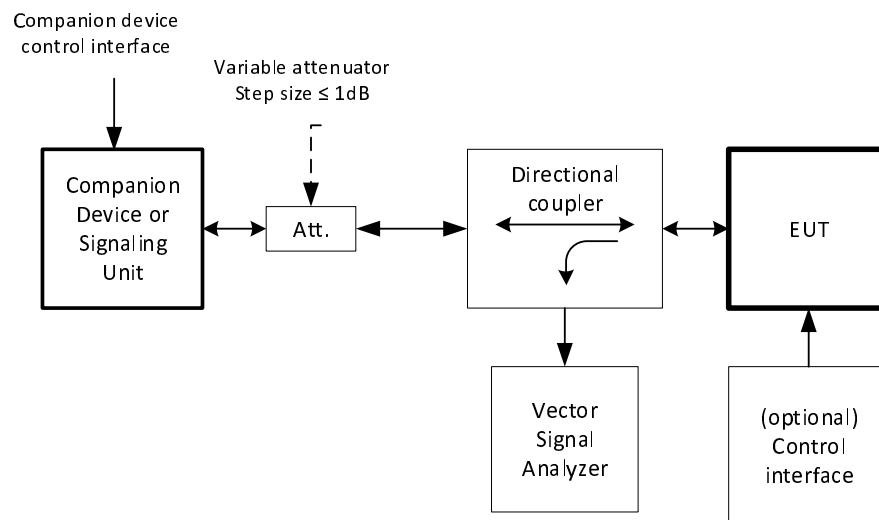 Companion device
control interface
Variable attenuator
Step size ≤ 1dB
Companion
Device or
Signaling
Unit
Att.
Directional
coupler
EUT
Vector
Signal
Analyzer
(optional)
Control
interface